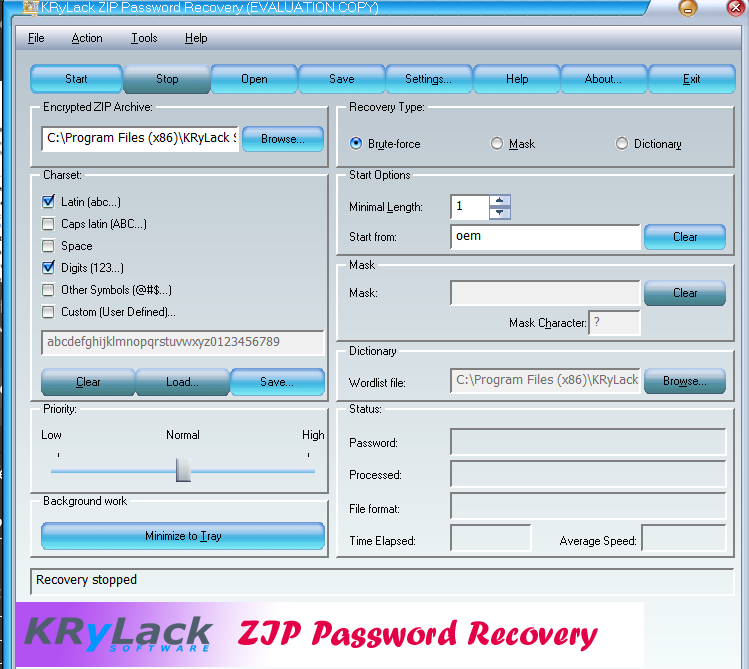 KRyLack ZIP Password Recovery (EVALUATION COPY)
File Action Tools Help
Start Stop Open Save Settings... Help About... Exit
Encrypted ZIP Archive:
C:\Program Files (x86)\KRyLack Browse...
Charset:
Latin (abc...)
Caps latin (ABC...)
Space
Digits (123...)
Other Symbols (@#$...)
Custom (User Defined)...
abcdefghijklmnopqrstuvwxyz0123456789
Clear Load... Save...
Priority:
Low Normal High
Background work
Minimize to Tray
Recovery Type:
Brute-force Mask Dictionary
Start Options
Minimal Length: 1
Start from: oem Clear
Mask
Mask: Clear
Mask Character: ?
Dictionary
Wordlist file: C:\Program Files (x86)\KRyLack Browse...
Status:
Password:
Processed:
File format:
Time Elapsed: Average Speed:
Recovery stopped
KRyLack SOFTWARE ZIP Password Recovery